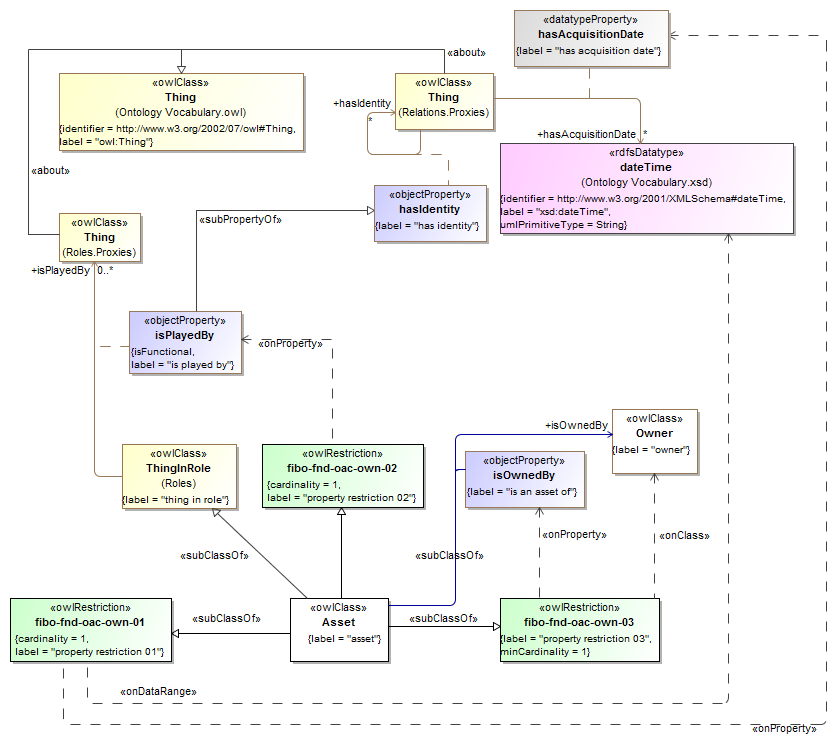 «datatypeProperty»
hasAcquisitionDate
{label = "has acquisition date"}
«about»
«owlClass»
Thing
(Ontology Vocabulary.owl)
{identifier = http://www.w3.org/2002/07/owl#Thing,
label = "owl:Thing"}
«owlClass»
Thing
(Relations.Proxies)
+hasIdentity
*
+hasAcquisitionDate
*
«rdfsDatatype»
dateTime
(Ontology Vocabulary.xsd)
{identifier = http://www.w3.org/2001/XMLSchema#dateTime,
label = "xsd:dateTime",
umlPrimitiveType = String}
«about»
«objectProperty»
hasIdentity
{label = "has identity"}
«subPropertyOf»
«owlClass»
Thing
(Roles.Proxies)
+isPlayedBy
0..*
«objectProperty»
isPlayedBy
{isFunctional,
label = "is played by"}
«onProperty»
«owlClass»
ThingInRole
(Roles)
{label = "thing in role"}
«owlRestriction»
fibo-fnd-oac-own-02
{cardinality = 1,
label = "property restriction 02"}
+isOwnedBy
«owlClass»
Owner
{label = "owner"}
«objectProperty»
isOwnedBy
{label = "is an asset of"}
«subClassOf»
«subClassOf»
«onProperty»
«onClass»
«owlRestriction»
fibo-fnd-oac-own-01
{cardinality = 1,
label = "property restriction 01"}
«subClassOf»
«owlClass»
Asset
{label = "asset"}
«subClassOf»
«owlRestriction»
fibo-fnd-oac-own-03
{label = "property restriction 03",
minCardinality = 1}
«onDataRange»
«onProperty»